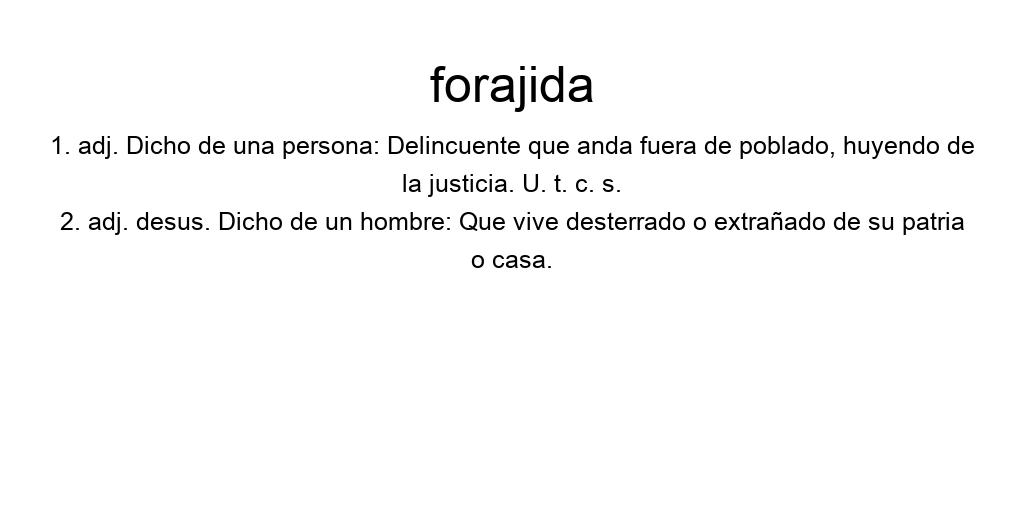 forajida
1. adj. Dicho de una persona: Delincuente que anda fuera de poblado, huyendo de
la justicia. U. t. c. s.
2. adj. desus. Dicho de un hombre: Que vive desterrado o extrañado de su patria
o casa.